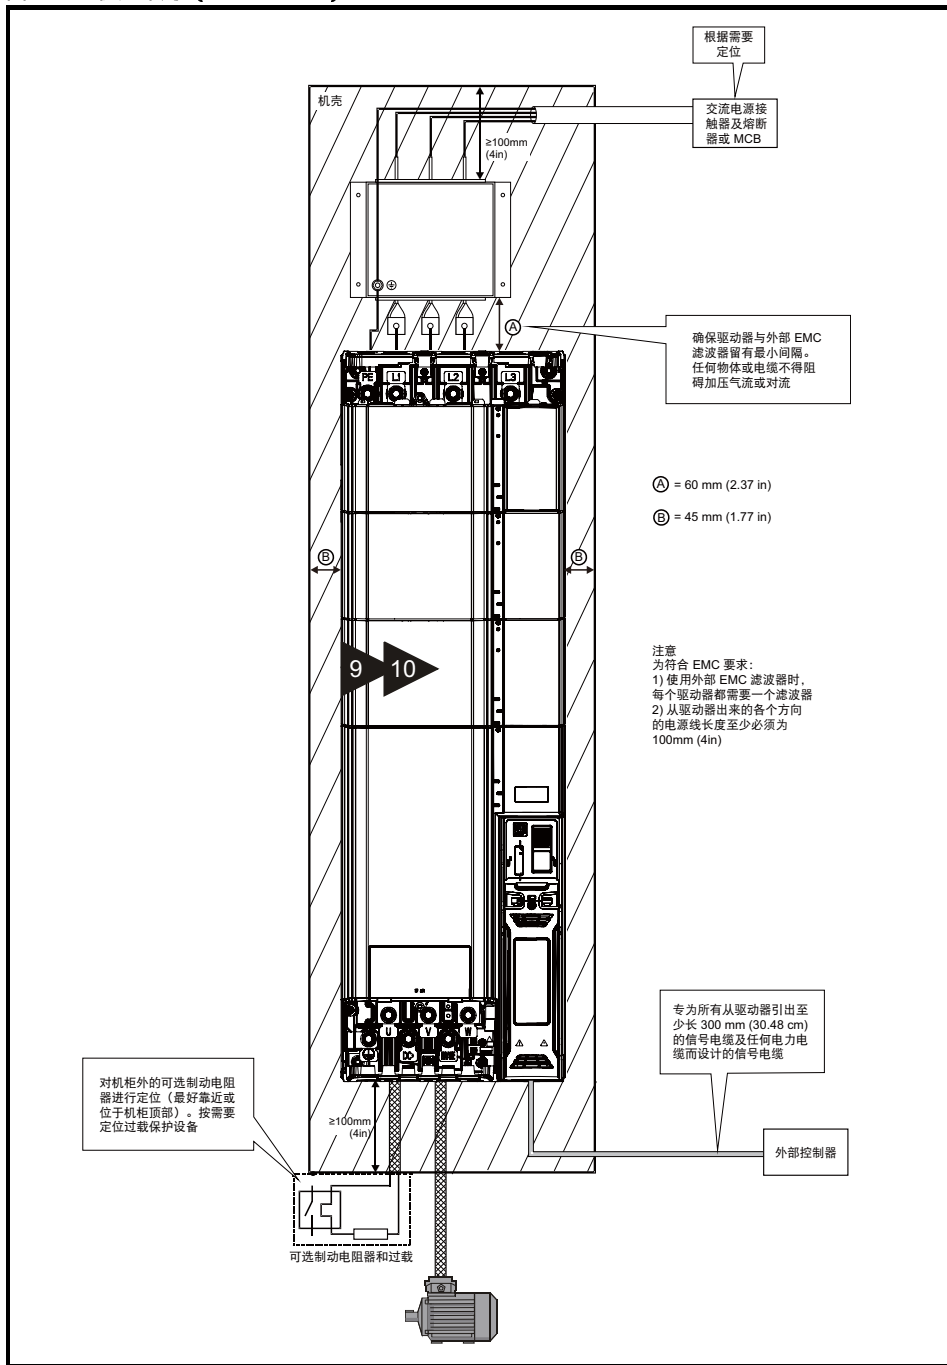 根据需要
定位
交流电源接
触器及熔断
器或 MCB
机壳
≥100mm
(4in)
A
确保驱动器与外部 EMC
滤波器留有最小间隔。
任何物体或电缆不得阻
碍加压气流或对流
PE
L1
L2
L3
A = 60 mm (2.37 in)
B = 45 mm (1.77 in)
B
B
9
10
注意
为符合 EMC 要求：
1) 使用外部 EMC 滤波器时，
每个驱动器都需要一个滤波器
2) 从驱动器出来的各个方向
的电源线长度至少必须为
100mm (4in)
专为所有从驱动器引出至
少长 300 mm (30.48 cm)
的信号电缆及任何电力电
缆而设计的信号电缆
U
V
W
对机柜外的可选制动电阻
器进行定位（最好靠近或
位于机柜顶部）。按需要
定位过载保护设备
≥100mm
(4in)
外部控制器
可选制动电阻器和过载